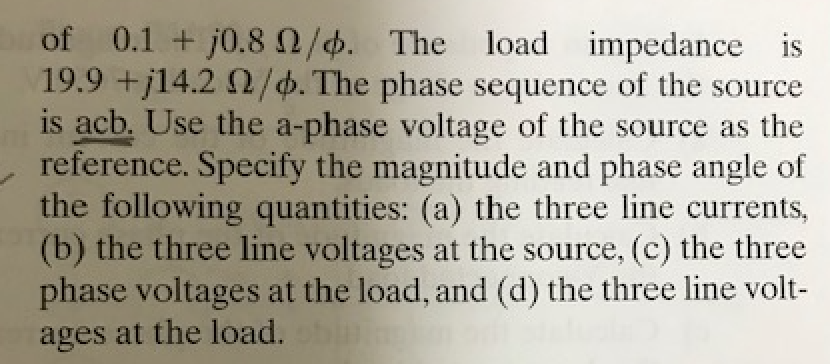 of 0.1 + j0.8 Ω/ϕ. The load impedance is
19.9 +j14.2 Ω/ϕ. The phase sequence of the source
is acb. Use the a-phase voltage of the source as the
reference. Specify the magnitude and phase angle of
the following quantities: (a) the three line currents,
(b) the three line voltages at the source, (c) the three
phase voltages at the load, and (d) the three line volt-
ages at the load.